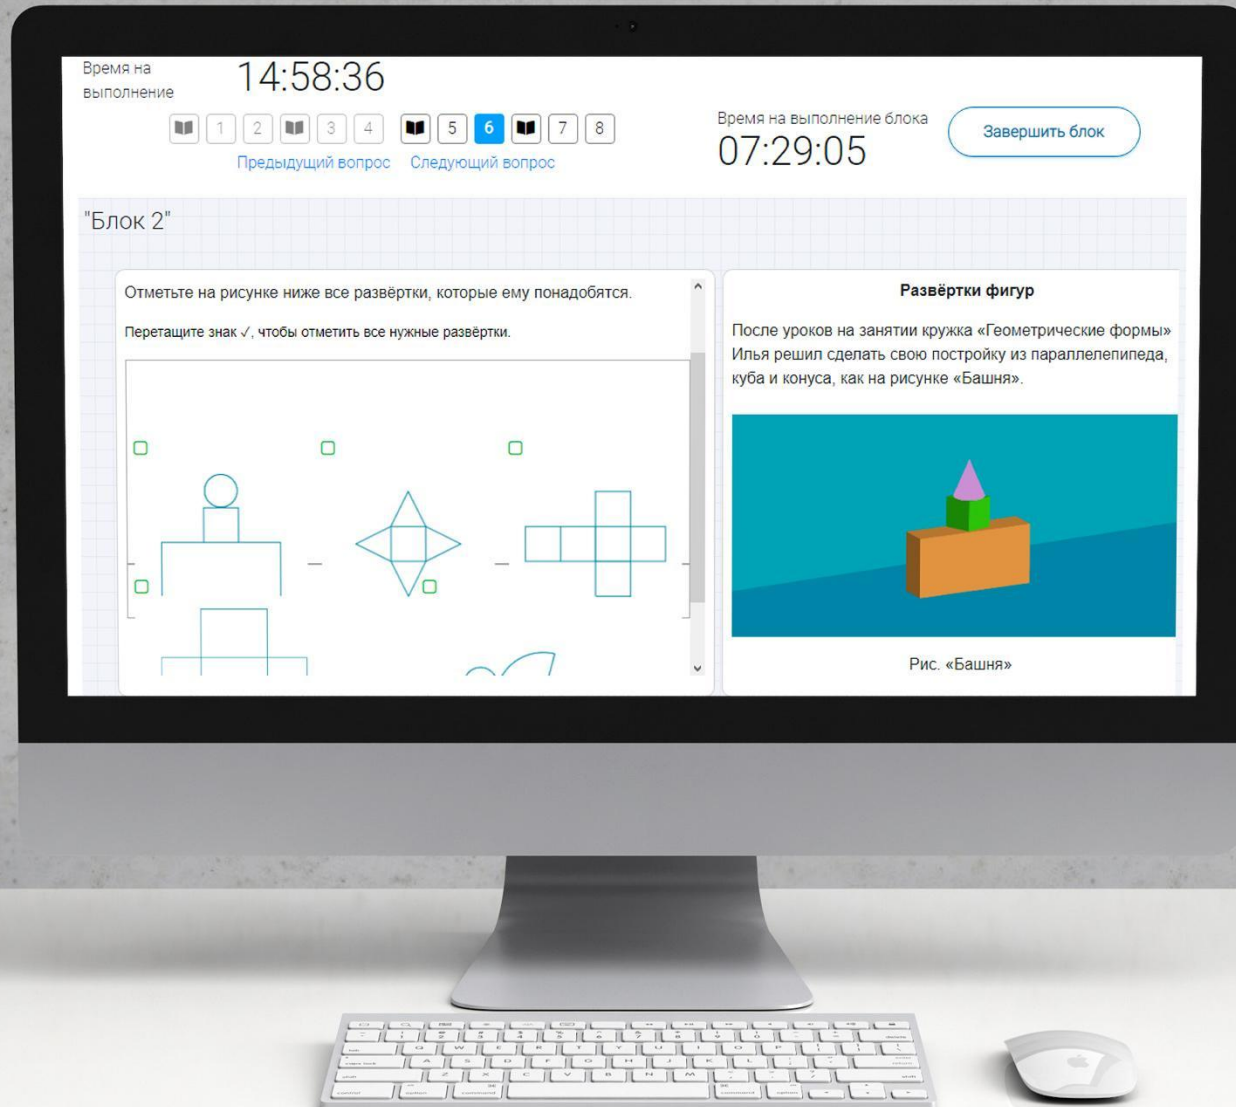 Время на
выполнение
14:58:36
1 2 3 4 5 6 7 8
Предыдущий вопрос Следующий вопрос
Время на выполнение блока
07:29:05
Завершить блок
"Блок 2"
Отметьте на рисунке ниже все развёртки, которые ему понадобятся.
Перетащите знак ✓, чтобы отметить все нужные развёртки.
Развёртки фигур
После уроков на занятии кружка «Геометрические формы»
Илья решил сделать свою постройку из параллелепипеда,
куба и конуса, как на рисунке «Башня».
Рис. «Башня»